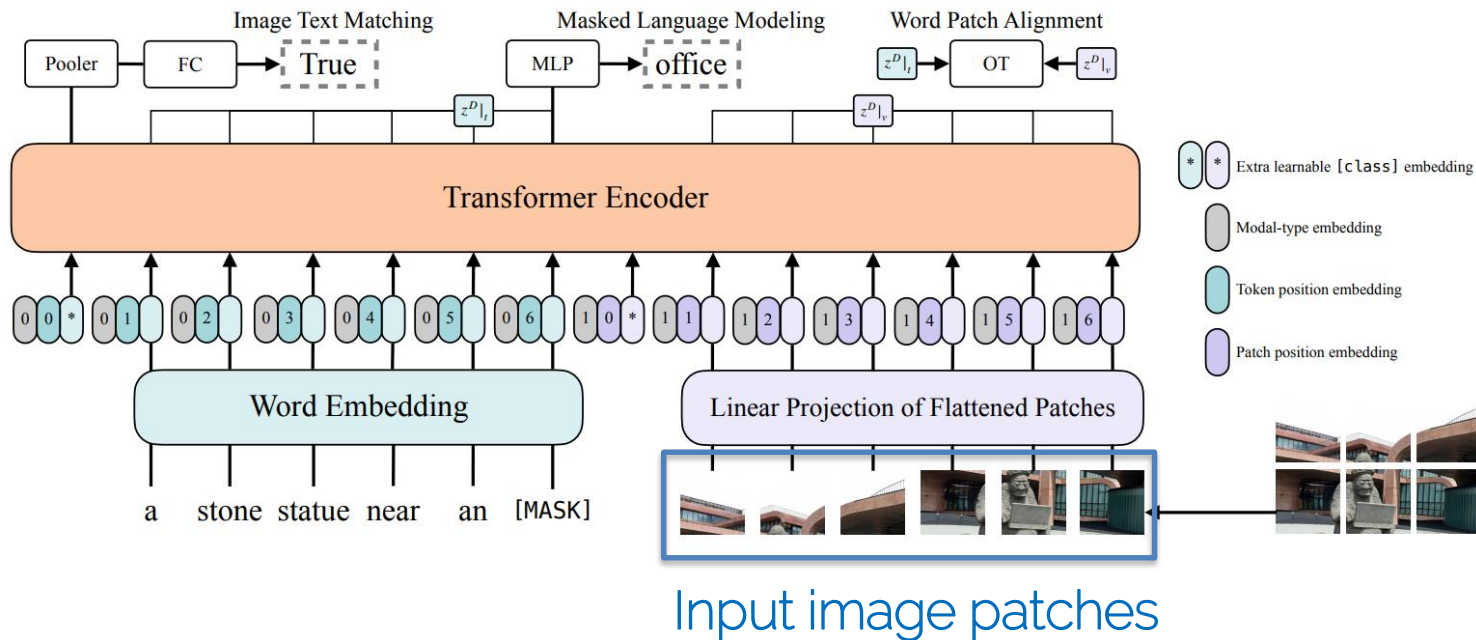 Image Text Matching
Masked Language Modeling
Word Patch Alignment
Pooler
FC
True
MLP
office
z^D|_t
OT
z^D|_v
z^D|_t
z^D|_v
Transformer Encoder
* * Extra learnable [class] embedding
Modal-type embedding
Token position embedding
Patch position embedding
0 0 * 0 1 0 2 0 3 0 4 0 5 0 6 1 0 * 1 1 1 2 1 3 1 4 1 5 1 6
Word Embedding
Linear Projection of Flattened Patches
a stone statue near an [MASK]
Input image patches